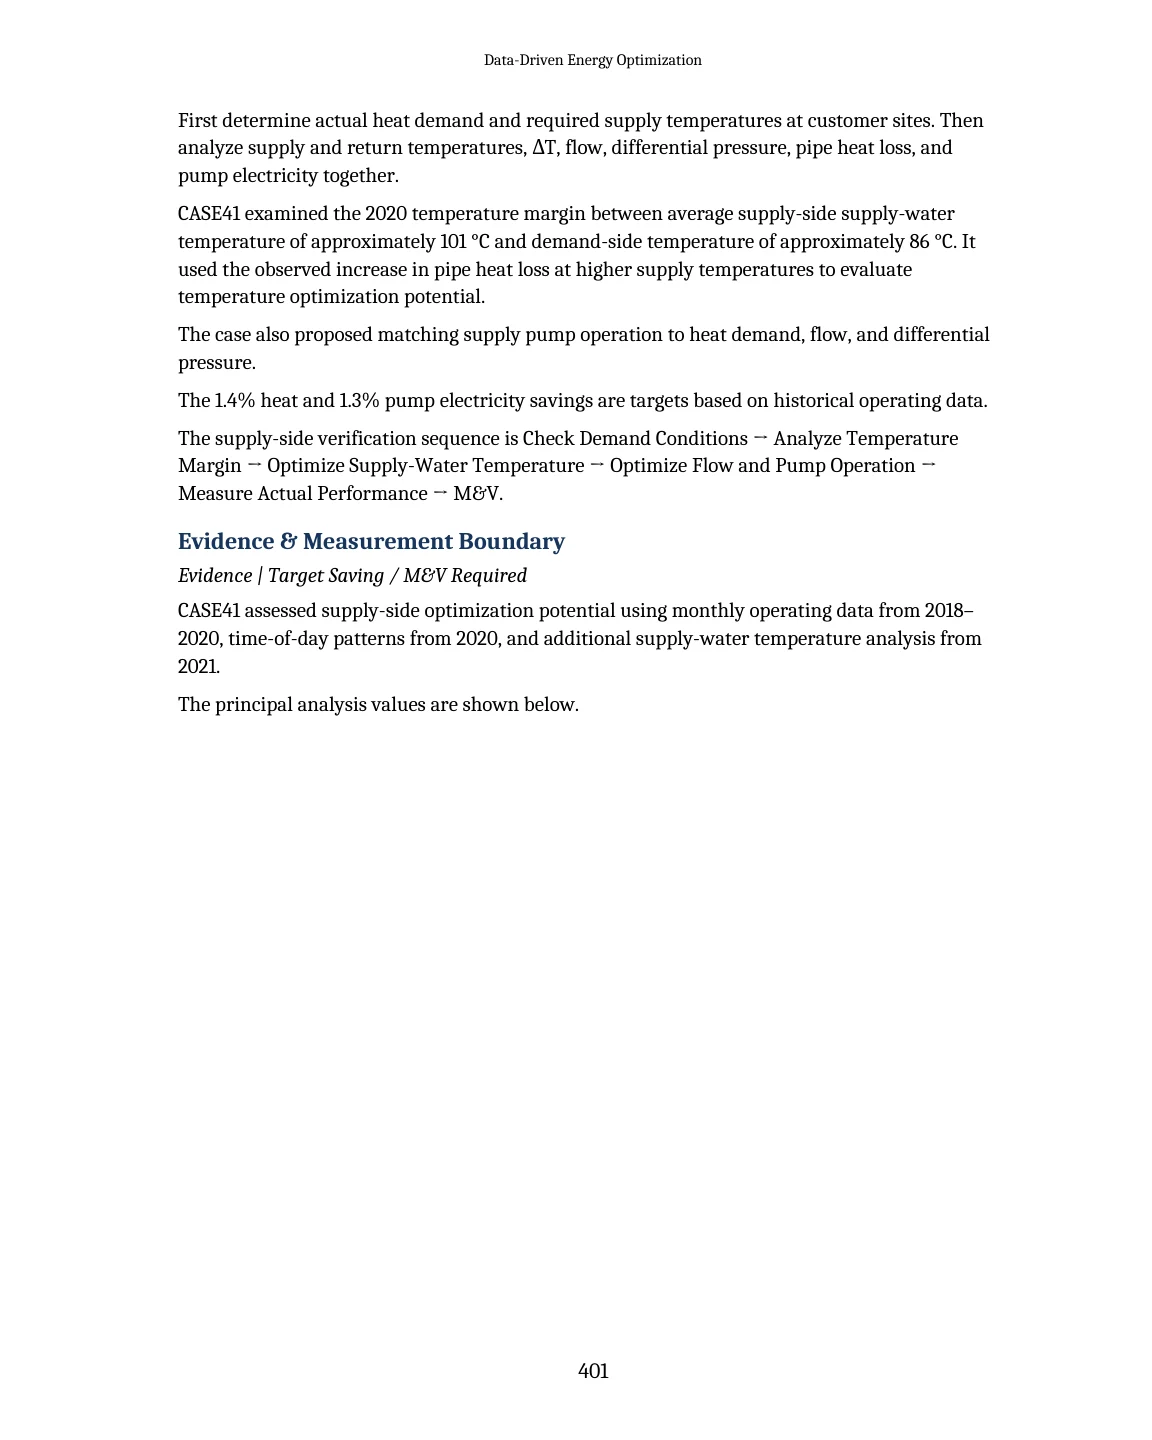 Data-Driven Energy Optimization
First determine actual heat demand and required supply temperatures at customer sites. Then
analyze supply and return temperatures, ΔT, flow, differential pressure, pipe heat loss, and
pump electricity together.
CASE41 examined the 2020 temperature margin between average supply-side supply-water
temperature of approximately 101 °C and demand-side temperature of approximately 86 °C. It
used the observed increase in pipe heat loss at higher supply temperatures to evaluate
temperature optimization potential.
The case also proposed matching supply pump operation to heat demand, flow, and differential
pressure.
The 1.4% heat and 1.3% pump electricity savings are targets based on historical operating data.
The supply-side verification sequence is Check Demand Conditions → Analyze Temperature
Margin → Optimize Supply-Water Temperature → Optimize Flow and Pump Operation →
Measure Actual Performance → M&V.
Evidence & Measurement Boundary
Evidence | Target Saving / M&V Required
CASE41 assessed supply-side optimization potential using monthly operating data from 2018–
2020, time-of-day patterns from 2020, and additional supply-water temperature analysis from
2021.
The principal analysis values are shown below.
401